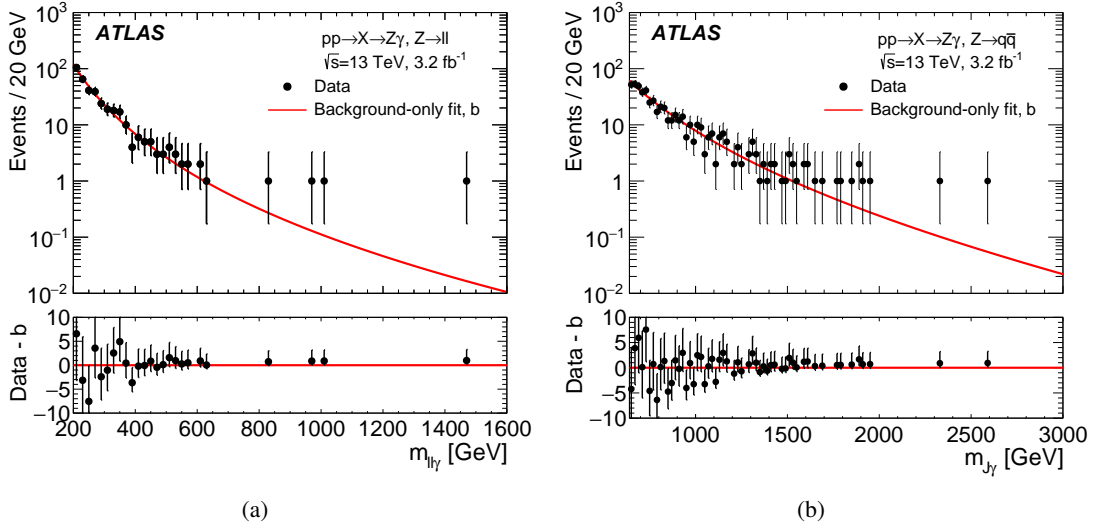 ATLAS
pp→X→Zγ, Z→ll
√s=13 TeV, 3.2 fb⁻¹
Data
Background-only fit, b
Events / 20 GeV
10³
10²
10
1
10⁻¹
10⁻²
Data - b
10
5
0
−5
−10
200 400 600 800 1000 1200 1400 1600
m_llγ [GeV]
(a)
ATLAS
pp→X→Zγ, Z→qq̅
√s=13 TeV, 3.2 fb⁻¹
Data
Background-only fit, b
Events / 20 GeV
10³
10²
10
1
10⁻¹
10⁻²
Data - b
10
5
0
−5
−10
1000 1500 2000 2500 3000
m_Jγ [GeV]
(b)